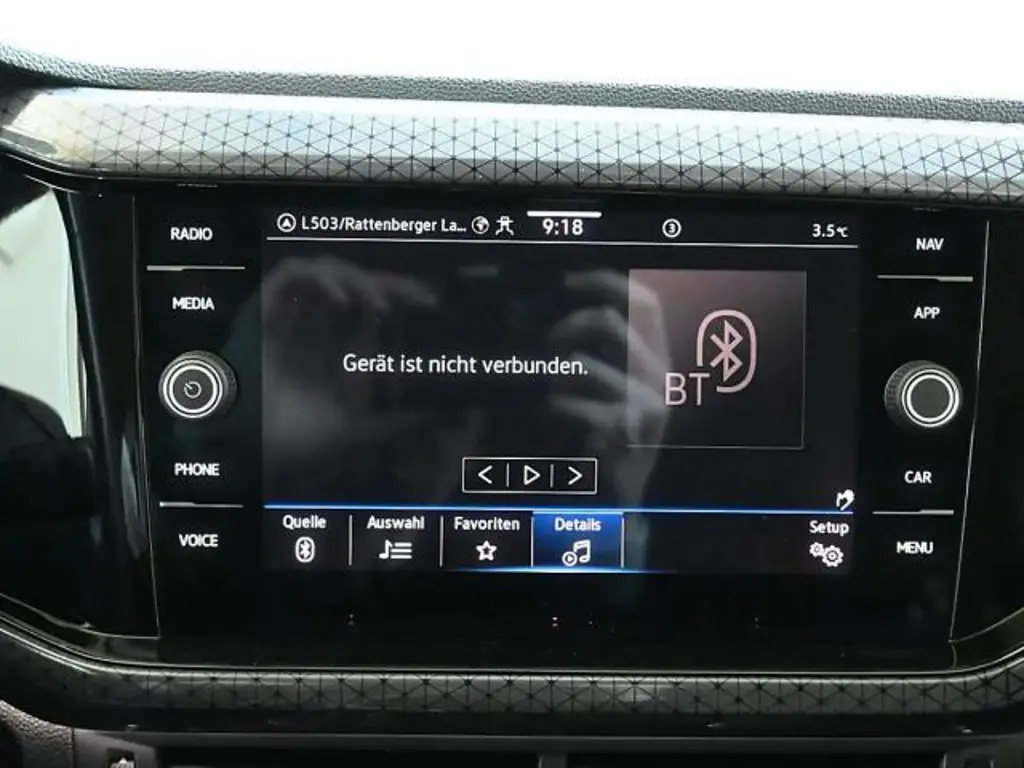 RADIO
MEDIA
PHONE
VOICE
L503/Rattenberger La...
9:18
3
3.5°C
Gerät ist nicht verbunden.
BT
Quelle
Auswahl
Favoriten
Details
Setup
NAV
APP
CAR
MENU